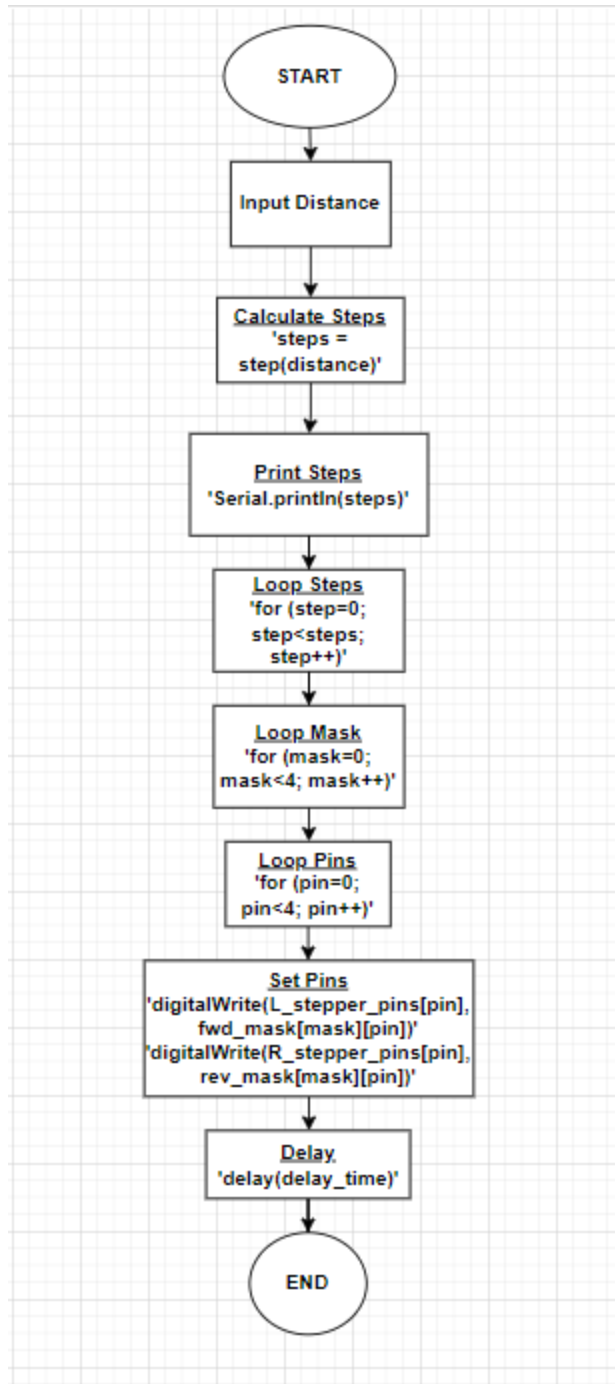 START
Input Distance
Calculate Steps
'steps =
step(distance)'
Print Steps
'Serial.println(steps)'
Loop Steps
'for (step=0;
step<steps;
step++)'
Loop Mask
'for (mask=0;
mask<4; mask++)'
Loop Pins
'for (pin=0;
pin<4; pin++)'
Set Pins
'digitalWrite(L_stepper_pins[pin],
fwd_mask[mask][pin])'
'digitalWrite(R_stepper_pins[pin],
rev_mask[mask][pin])'
Delay
'delay(delay_time)'
END